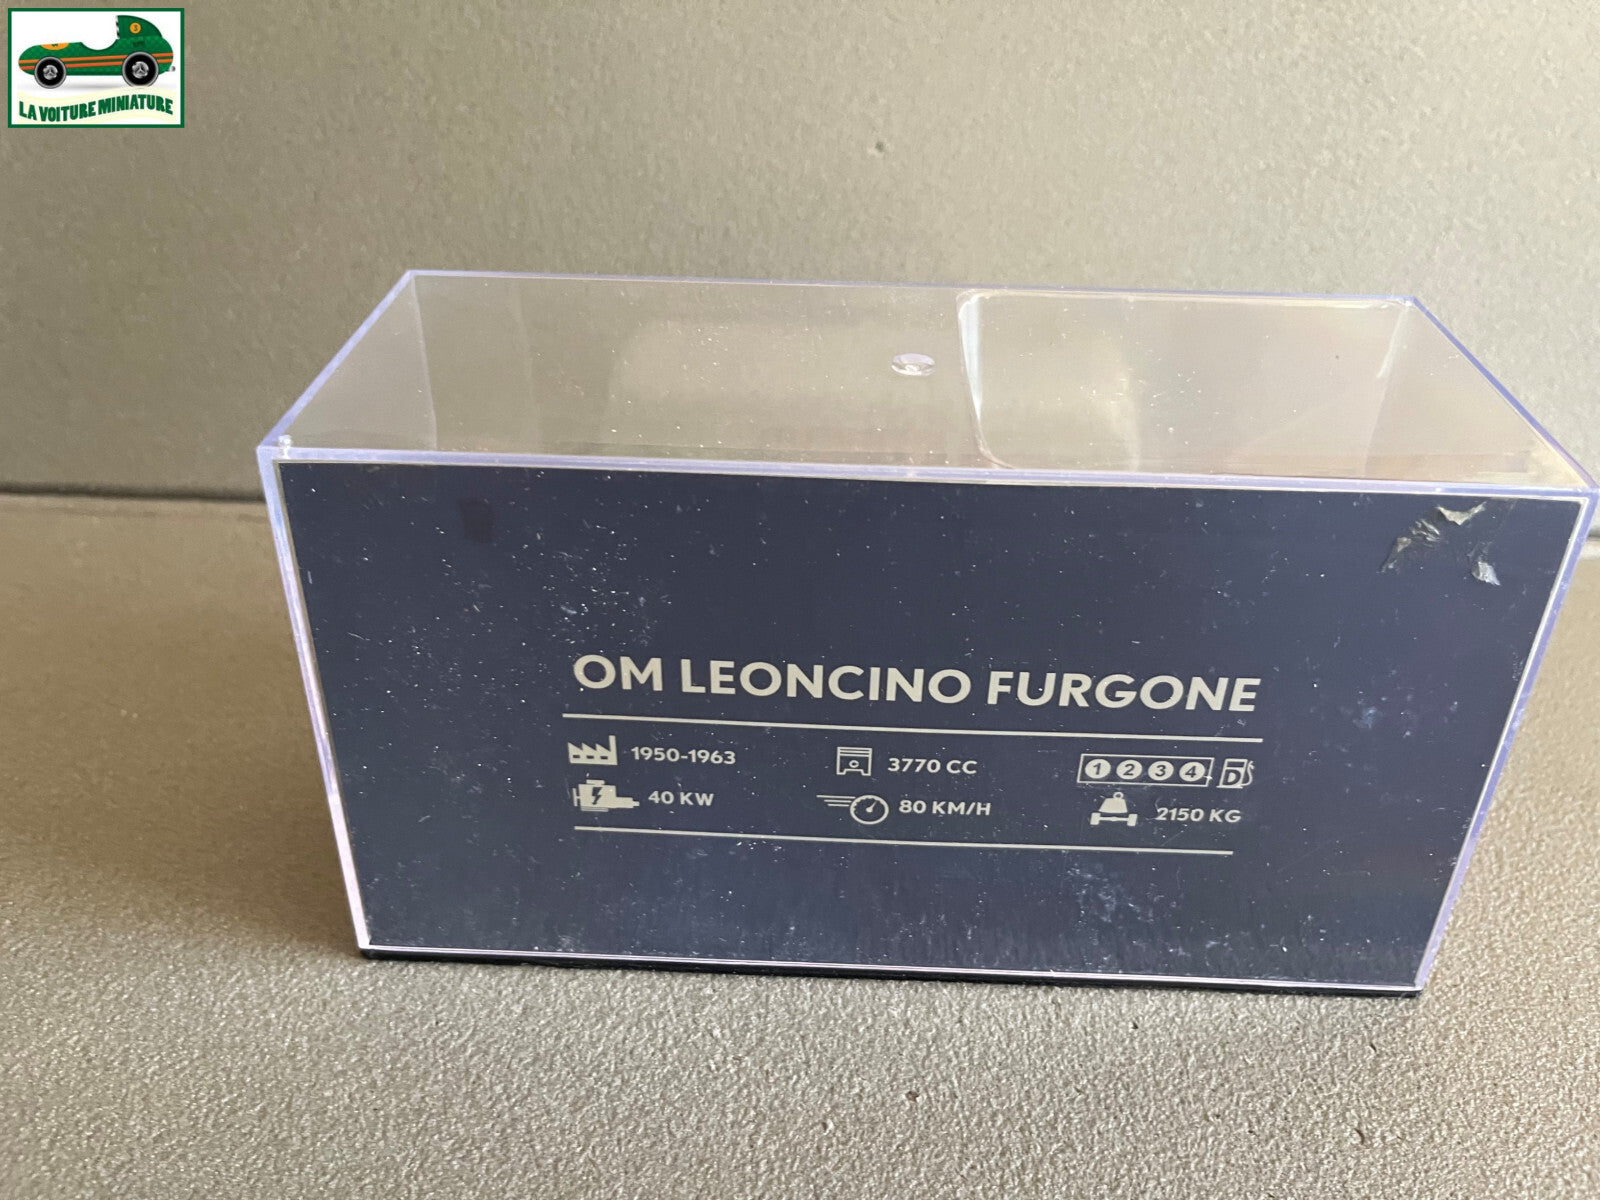 LA VOITURE MINIATURE
OM LEONCINO FURGONE
1950-1963 3770 CC 1 2 3 4 D
40 KW 80 KM/H 2150 KG